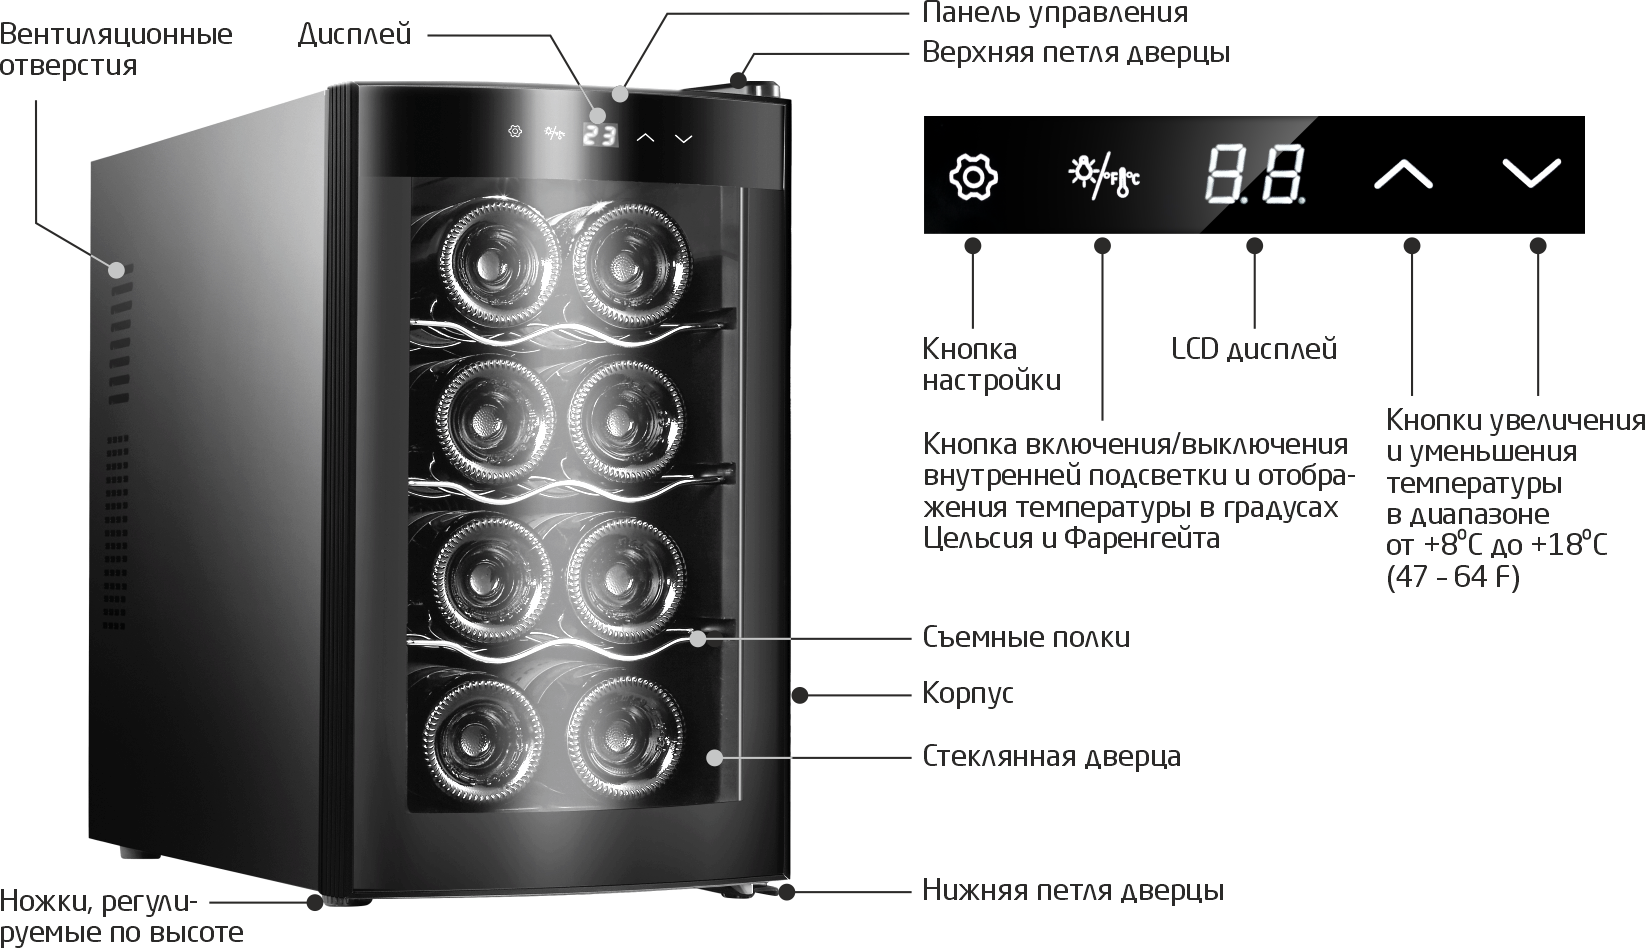 Вентиляционные
отверстия
Дисплей
Панель управления
Верхняя петля дверцы
23
°F
°C
8.8.
Кнопка
настройки
LCD дисплей
Кнопка включения/выключения
внутренней подсветки и отобра-
жения температуры в градусах
Цельсия и Фаренгейта
Кнопки увеличения
и уменьшения
температуры
в диапазоне
от +8⁰С до +18⁰С
(47 – 64 F)
Съемные полки
Корпус
Стеклянная дверца
Нижняя петля дверцы
Ножки, регули-
руемые по высоте